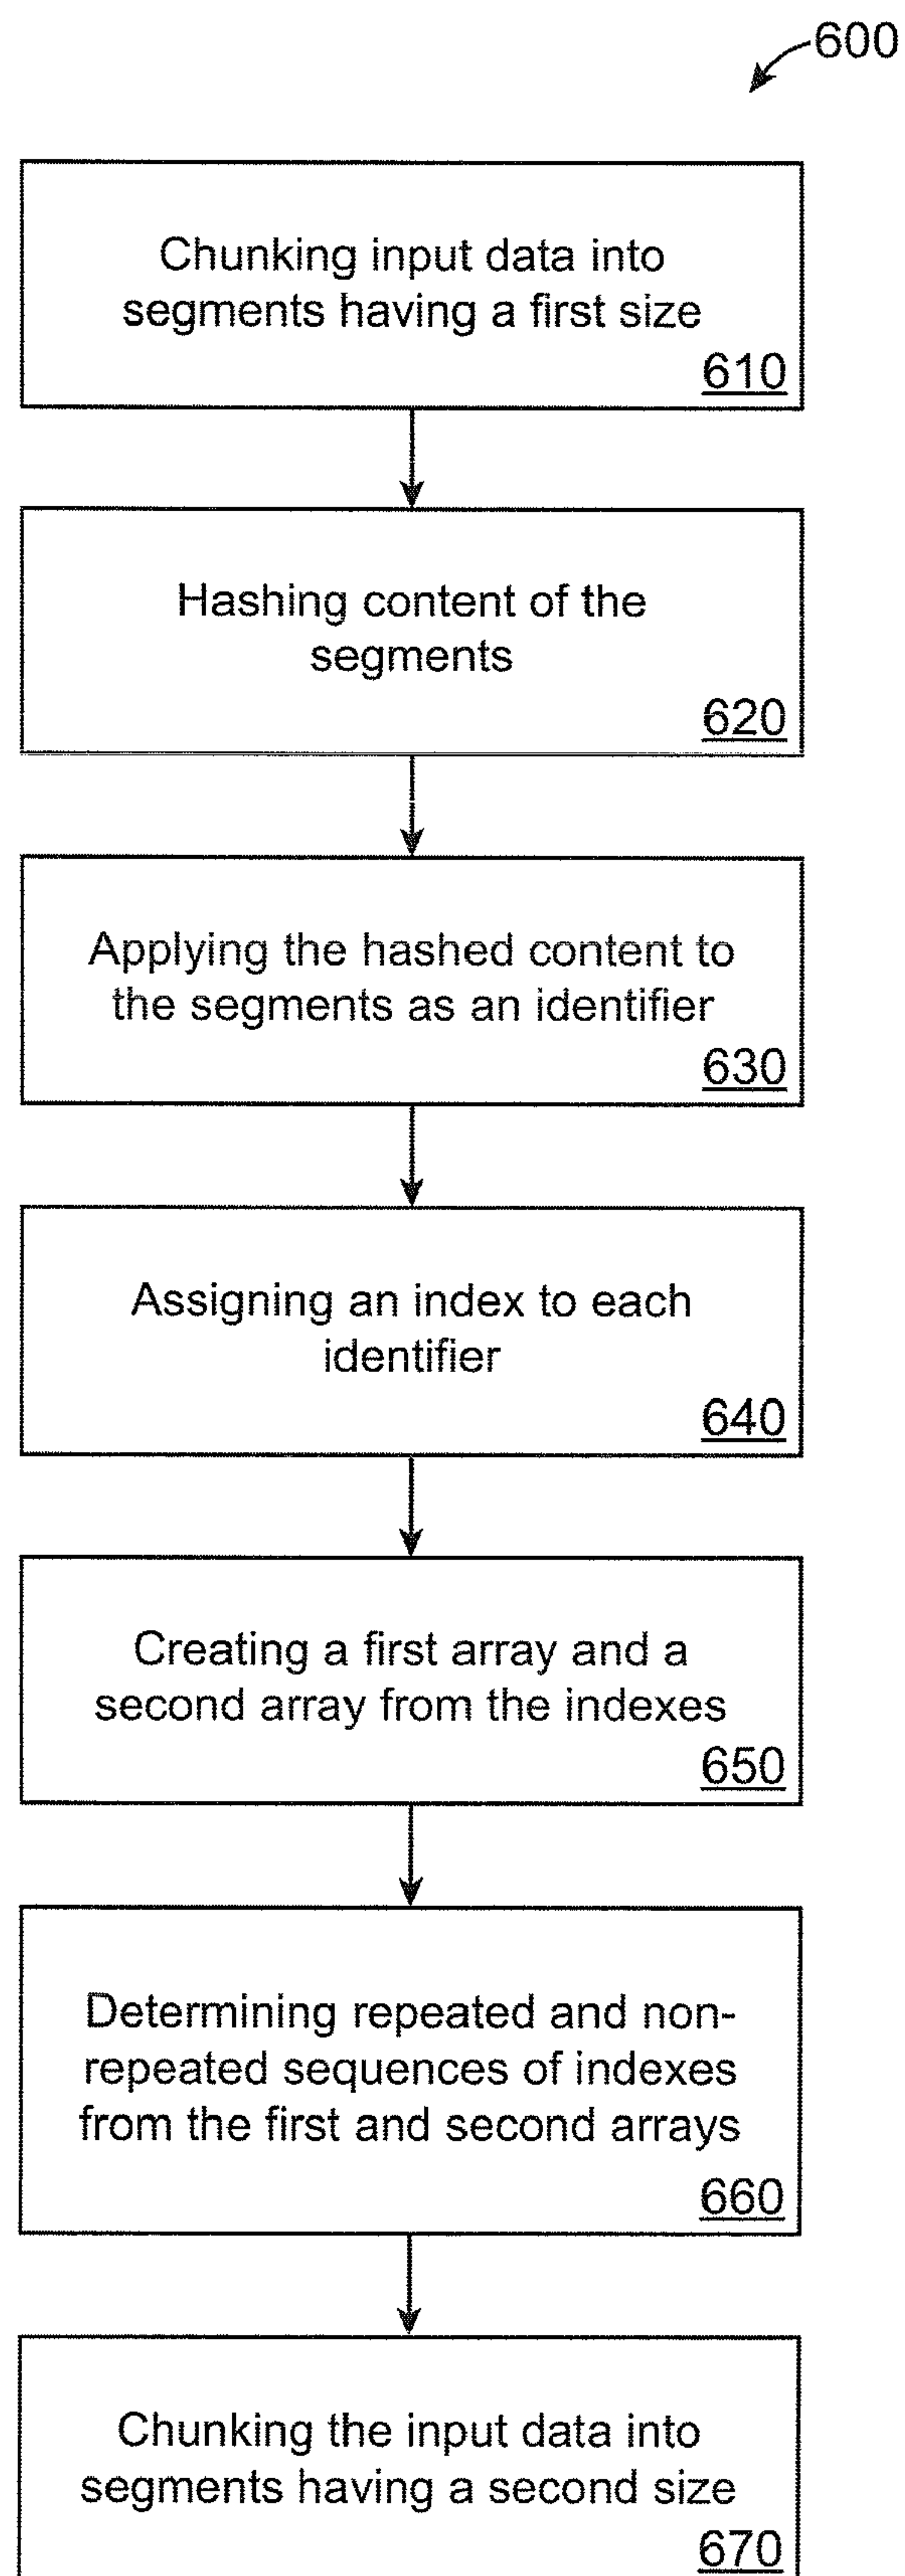 600
Chunking input data into
segments having a first size
610
Hashing content of the
segments
620
Applying the hashed content to
the segments as an identifier
630
Assigning an index to each
identifier
640
Creating a first array and a
second array from the indexes
650
Determining repeated and non-
repeated sequences of indexes
from the first and second arrays
660
Chunking the input data into
segments having a second size
670